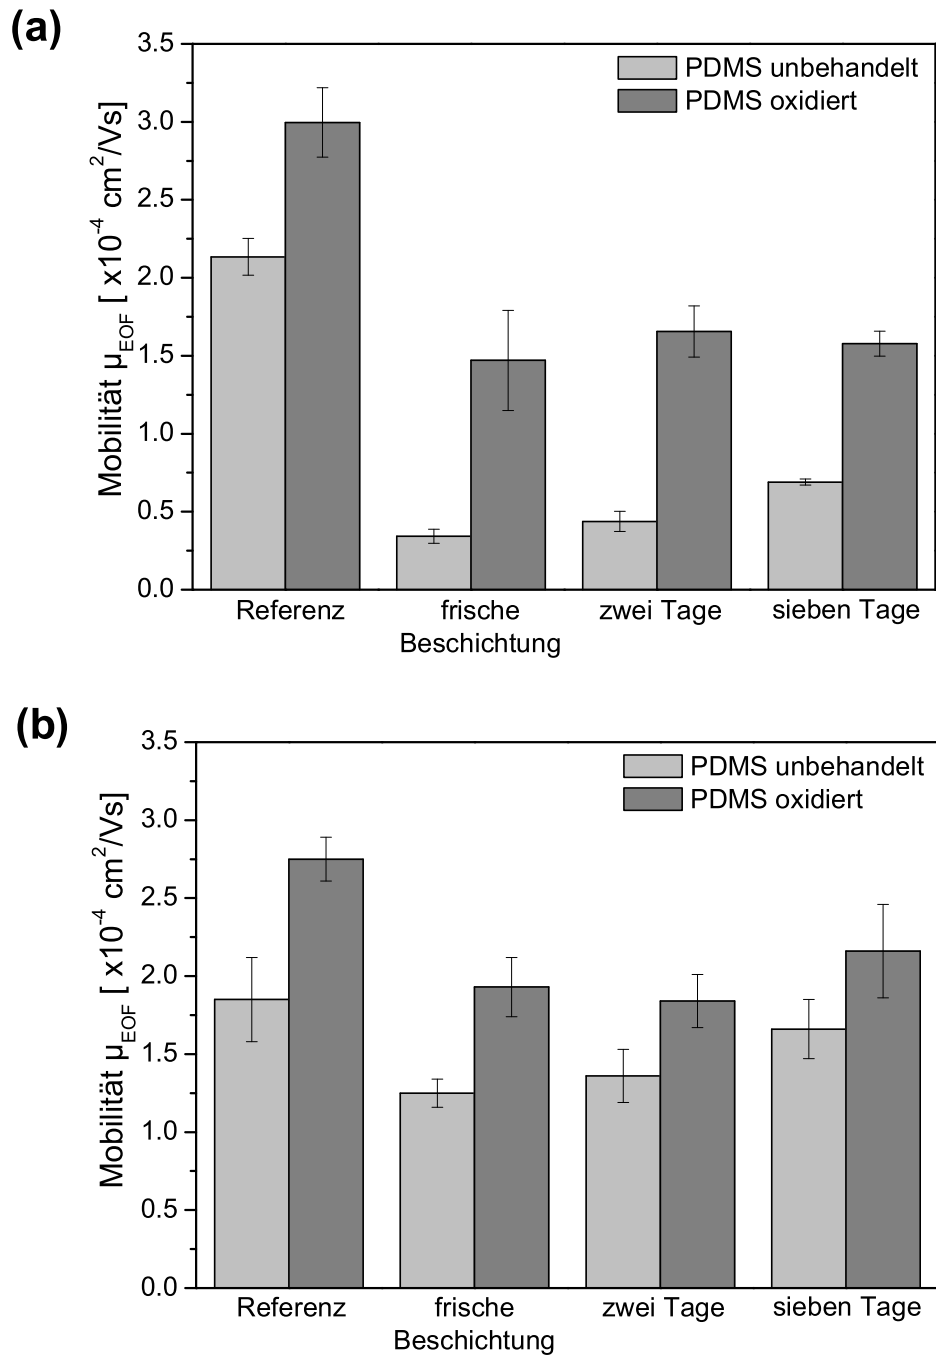 (a)
3.5
3.0
2.5
2.0
1.5
1.0
0.5
0.0
Mobilität μEOF [ x10-4 cm2/Vs]
PDMS unbehandelt
PDMS oxidiert
Referenz
frische
Beschichtung
zwei Tage
sieben Tage
(b)
3.5
3.0
2.5
2.0
1.5
1.0
0.5
0.0
Mobilität μEOF [ x10-4 cm2/Vs]
PDMS unbehandelt
PDMS oxidiert
Referenz
frische
Beschichtung
zwei Tage
sieben Tage